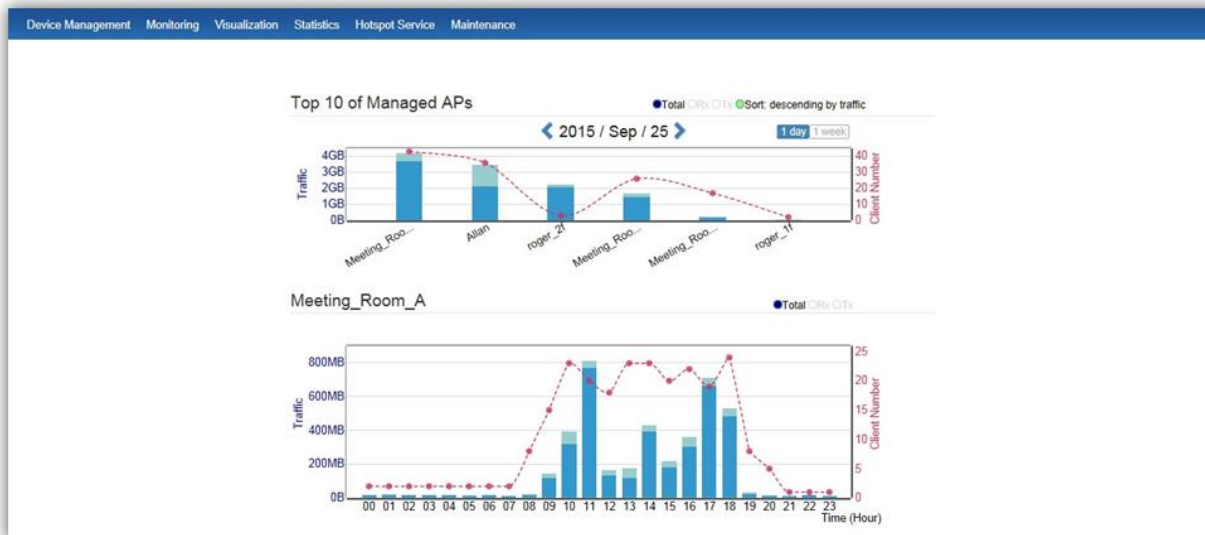 Device Management Monitoring Visualization Statistics Hotspot Service Maintenance
Top 10 of Managed APs Total Rx Tx Sort: descending by traffic
2015 / Sep / 25 1 day 1 week
4GB 40
3GB 30
2GB 20
1GB 10
0B 0
Traffic
Client Number
Meeting_Roo... Allan roger_2f Meeting_Roo... Meeting_Roo... roger_1f
Meeting_Room_A Total Rx Tx
25
800MB 20
600MB 15
400MB 10
200MB 5
0B 0
Traffic
Client Number
00 01 02 03 04 05 06 07 08 09 10 11 12 13 14 15 16 17 18 19 20 21 22 23
Time (Hour)